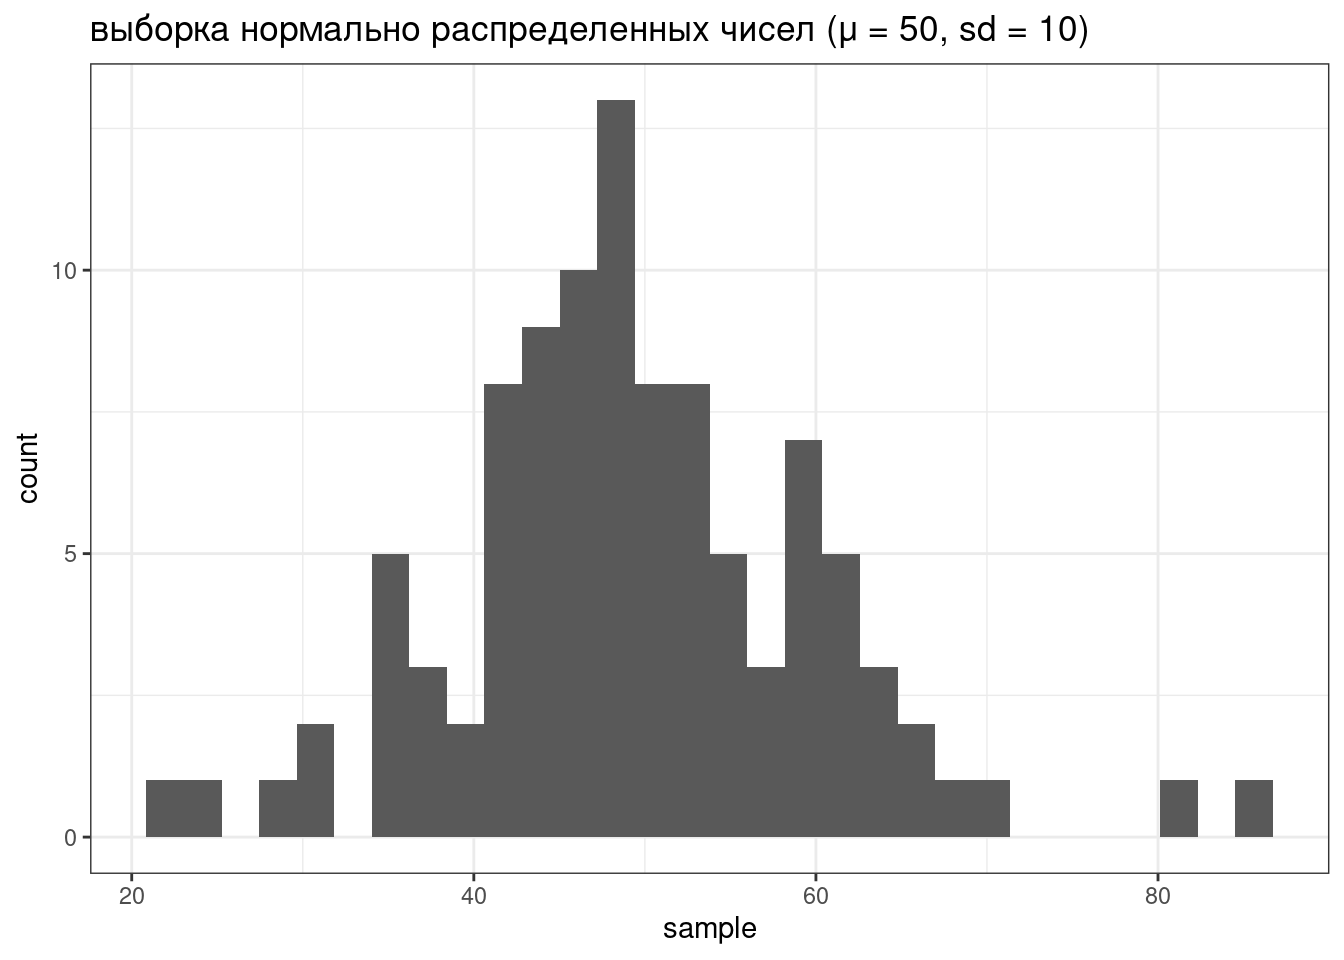 выборка нормально распределенных чисел (μ = 50, sd = 10)
10
5
0
count
20 40 60 80
sample